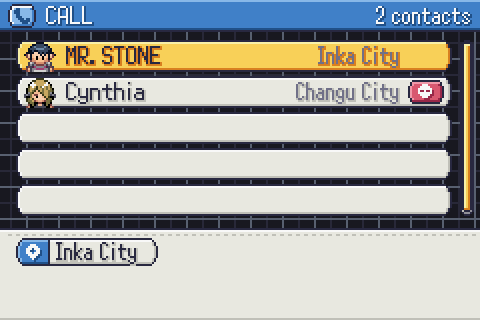 CALL
2 contacts
MR. STONE Inka City
Cynthia Changu City
Inka City